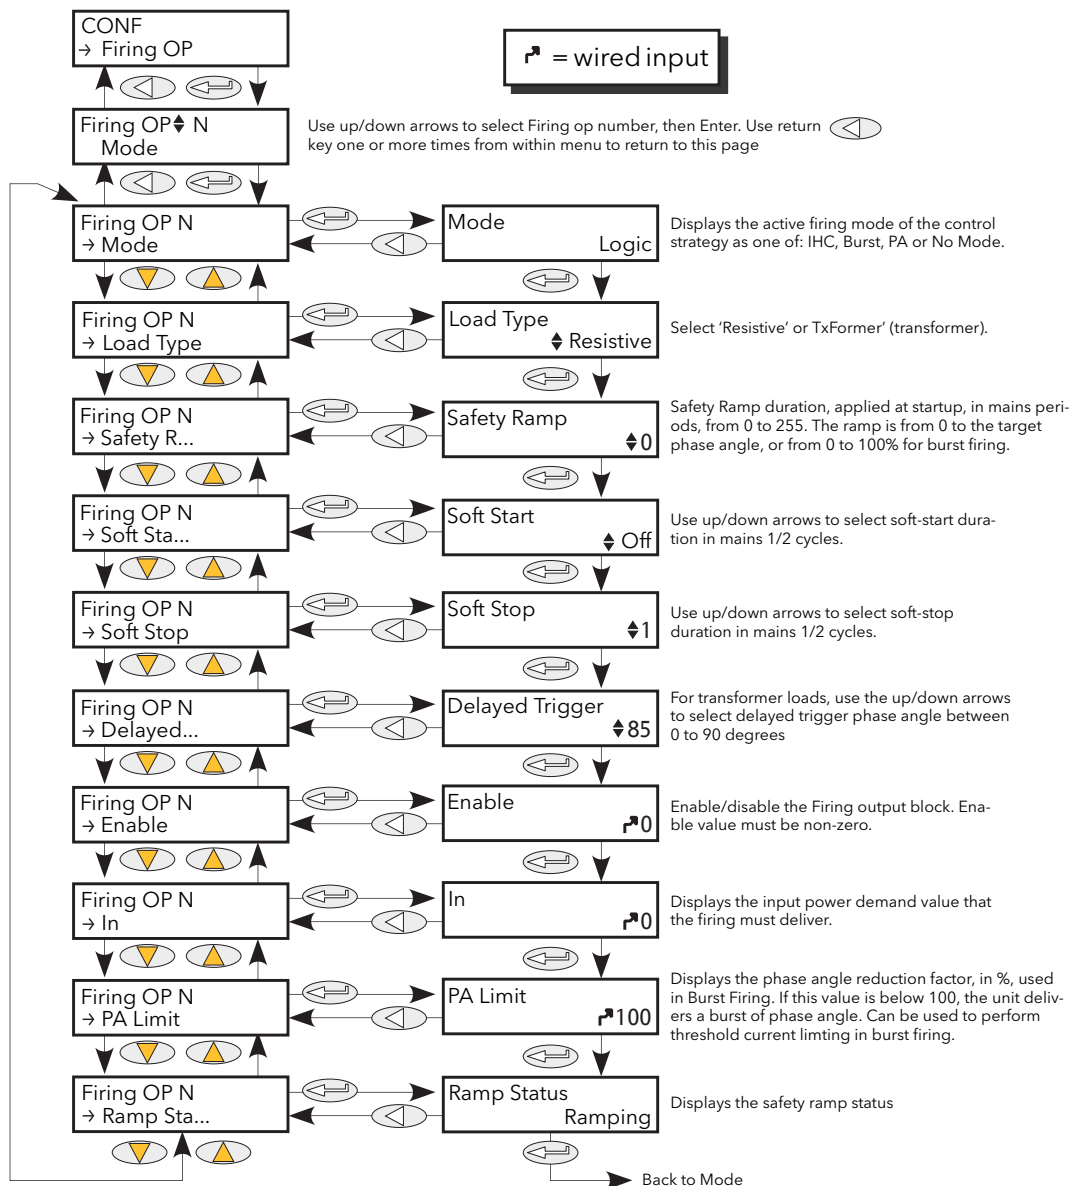 CONF
→ Firing OP
= wired input
Firing OP N
Mode
Use up/down arrows to select Firing op number, then Enter. Use return
key one or more times from within menu to return to this page
Firing OP N
→ Mode
Mode
Logic
Displays the active firing mode of the control
strategy as one of: IHC, Burst, PA or No Mode.
Firing OP N
→ Load Type
Load Type
Resistive
Select ‘Resistive’ or TxFormer’ (transformer).
Firing OP N
→ Safety R...
Safety Ramp
0
Safety Ramp duration, applied at startup, in mains peri-
ods, from 0 to 255. The ramp is from 0 to the target
phase angle, or from 0 to 100% for burst firing.
Firing OP N
→ Soft Sta...
Soft Start
Off
Use up/down arrows to select soft-start dura-
tion in mains 1/2 cycles.
Firing OP N
→ Soft Stop
Soft Stop
1
Use up/down arrows to select soft-stop
duration in mains 1/2 cycles.
Firing OP N
→ Delayed...
Delayed Trigger
85
For transformer loads, use the up/down arrows
to select delayed trigger phase angle between
0 to 90 degrees
Firing OP N
→ Enable
Enable
0
Enable/disable the Firing output block. Ena-
ble value must be non-zero.
Firing OP N
→ In
In
0
Displays the input power demand value that
the firing must deliver.
Firing OP N
→ PA Limit
PA Limit
100
Displays the phase angle reduction factor, in %, used
in Burst Firing. If this value is below 100, the unit deliv-
ers a burst of phase angle. Can be used to perform
threshold current limting in burst firing.
Firing OP N
→ Ramp Sta...
Ramp Status
Ramping
Displays the safety ramp status
Back to Mode